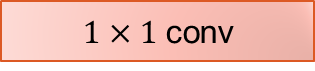 1 × 1 conv